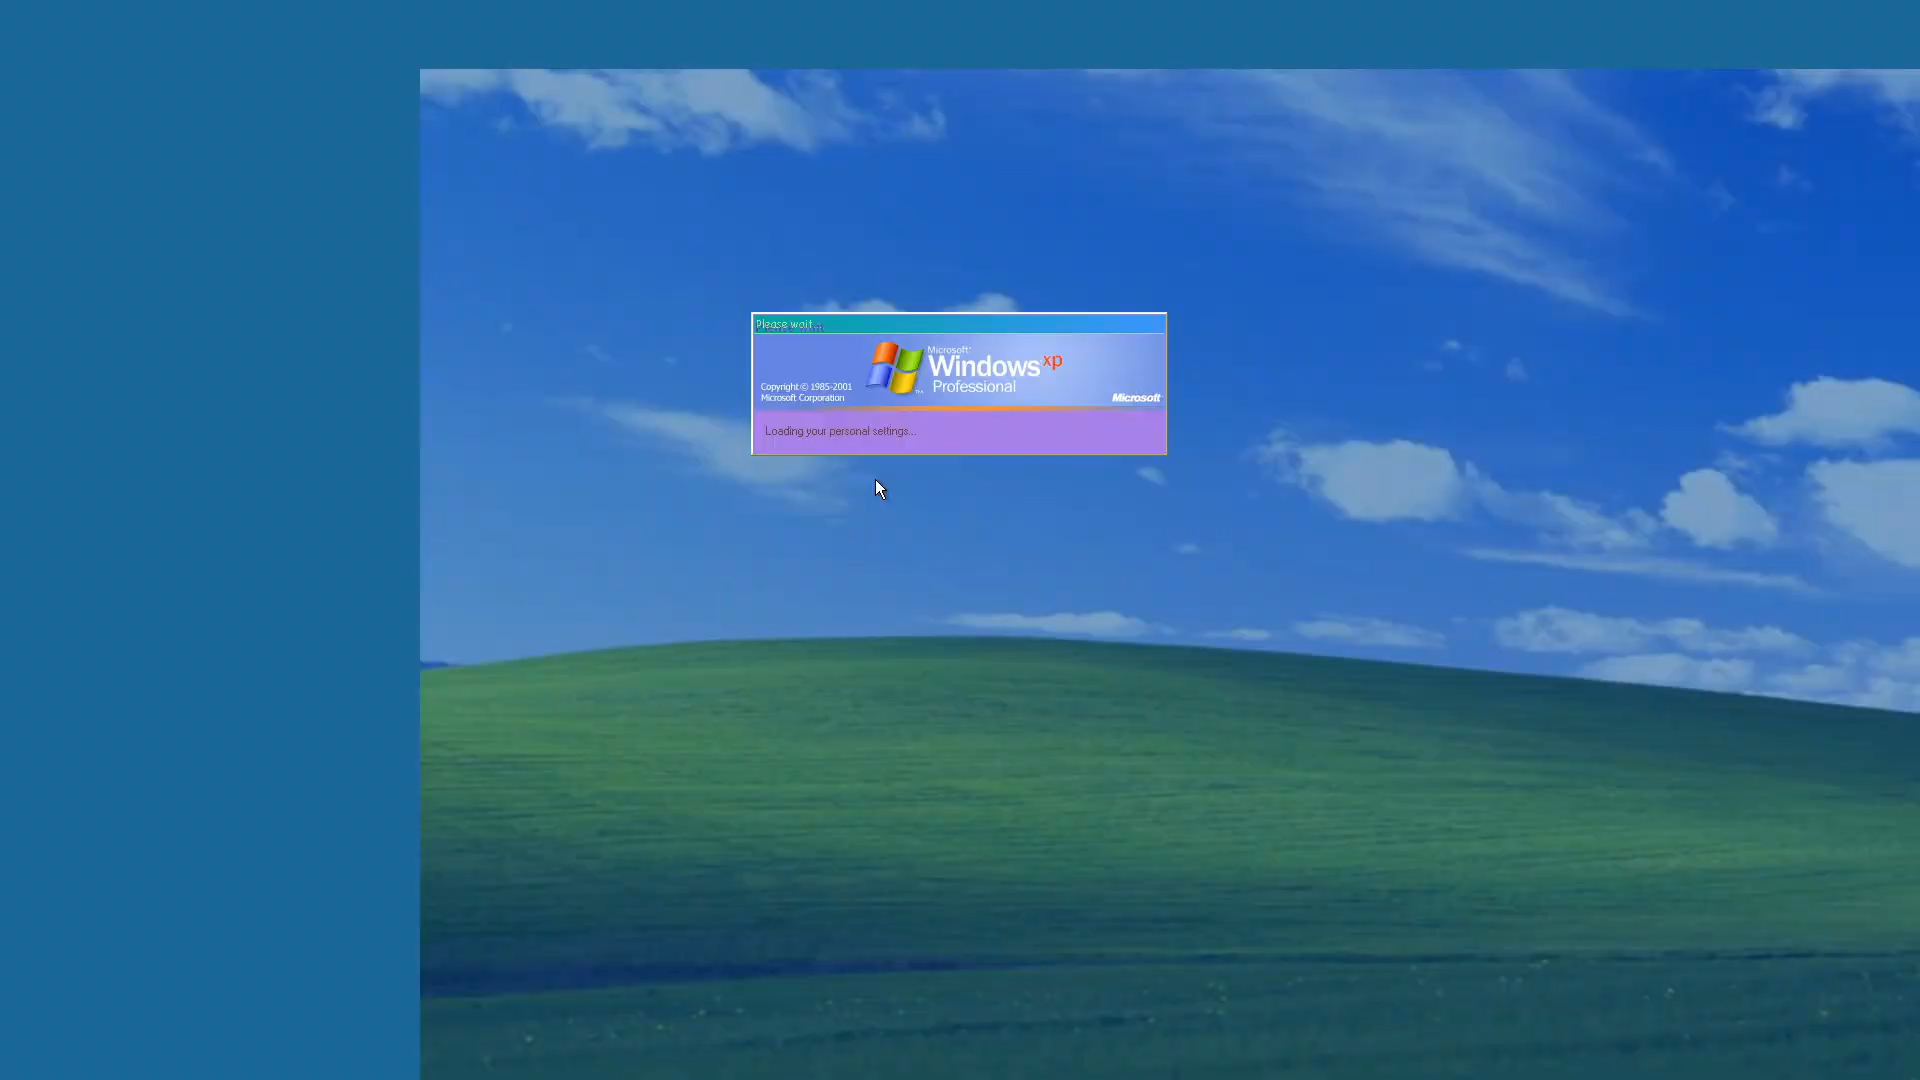 Please wait...
Microsoft®
Windows xp
Professional
Copyright © 1985-2001
Microsoft Corporation
Microsoft
Loading your personal settings...